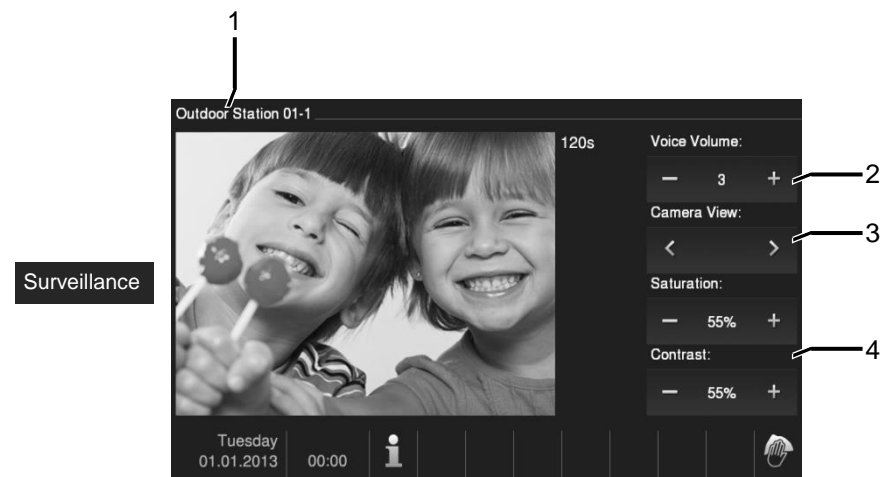 1
Outdoor Station 01-1
120s
Voice Volume:
− 3 +
2
Camera View:
< >
3
Surveillance
Saturation:
− 55% +
Contrast:
4
− 55% +
Tuesday
01.01.2013
00:00
i